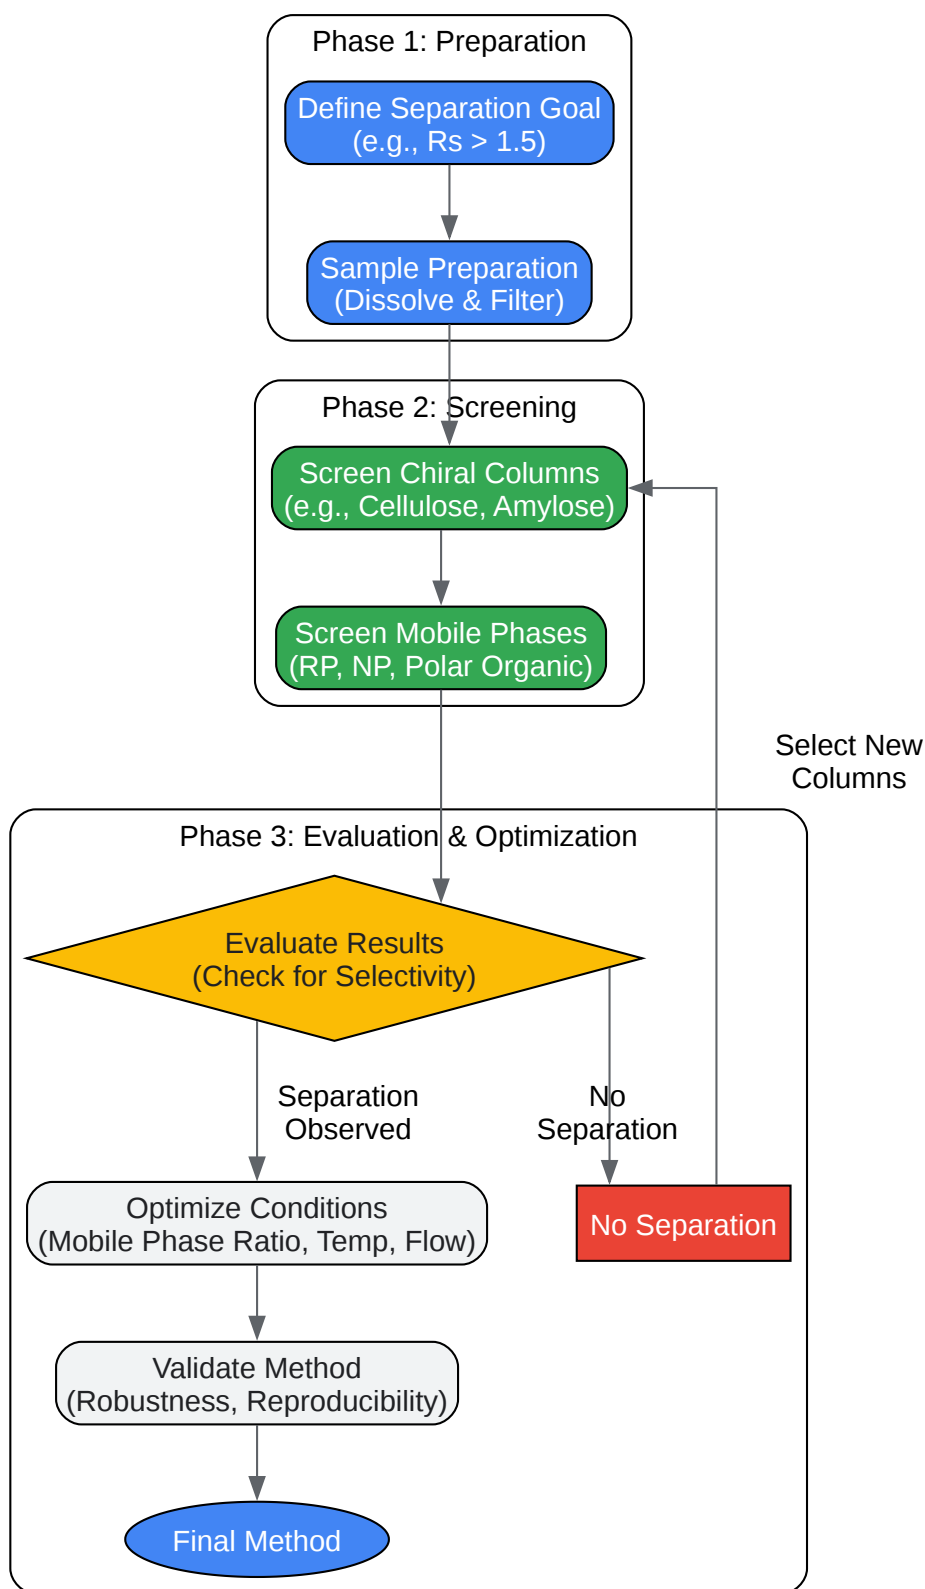 Phase 1: Preparation
Define Separation Goal
(e.g., Rs > 1.5)
Sample Preparation
(Dissolve & Filter)
Phase 2: Screening
Screen Chiral Columns
(e.g., Cellulose, Amylose)
Screen Mobile Phases
(RP, NP, Polar Organic)
Select New
Columns
Phase 3: Evaluation & Optimization
Evaluate Results
(Check for Selectivity)
Separation
Observed
No
Separation
Optimize Conditions
(Mobile Phase Ratio, Temp, Flow)
No Separation
Validate Method
(Robustness, Reproducibility)
Final Method